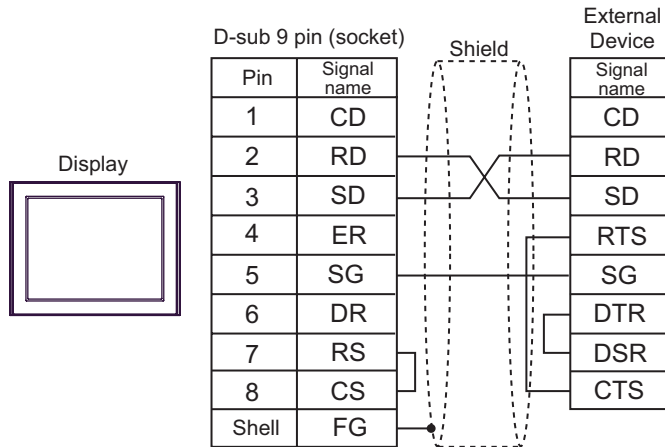 D-sub 9 pin (socket)
Shield
External
Device
Pin
Signal
name
Signal
name
1 CD CD
2 RD RD
3 SD SD
4 ER RTS
5 SG SG
6 DR DTR
7 RS DSR
8 CS CTS
Shell FG
Display